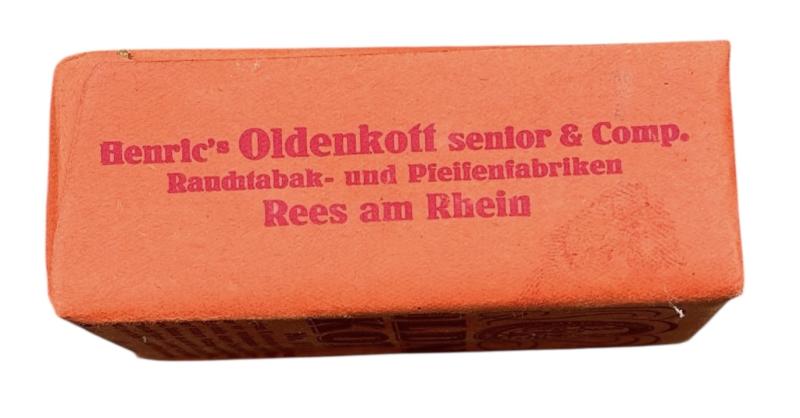 Henric's Oldenkott senior & Comp.
Rauchtabak- und Pfeifenfabriken
Rees am Rhein